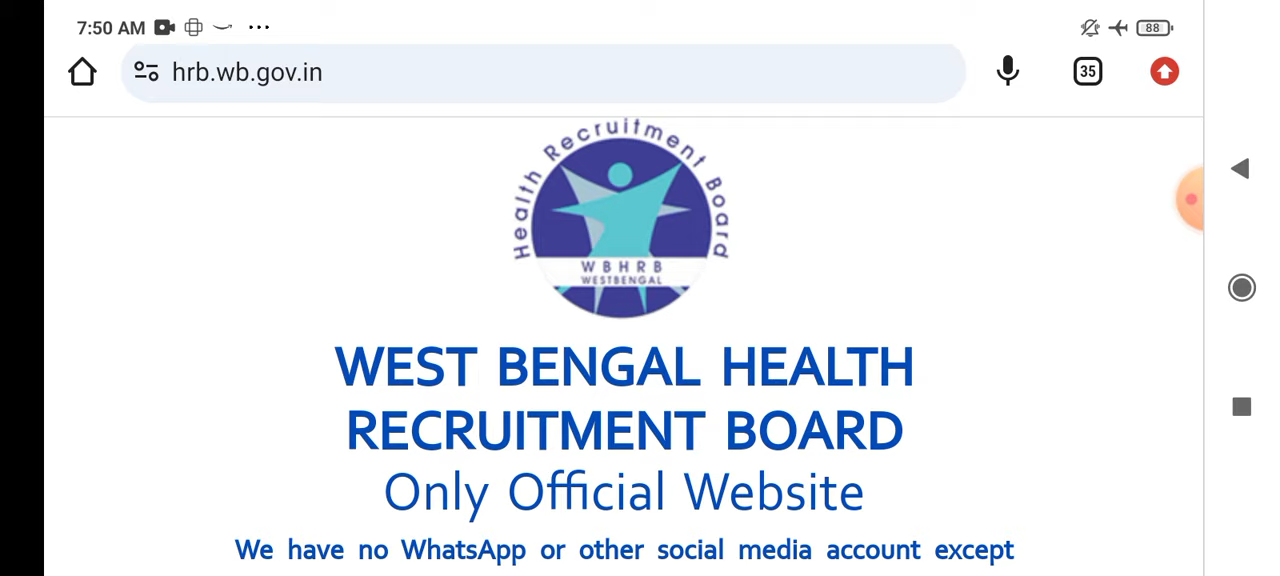 7:50 AM
88
hrb.wb.gov.in
35
Health Recruitment Board
WBHRB
WESTBENGAL
WEST BENGAL HEALTH
RECRUITMENT BOARD
Only Official Website
We have no WhatsApp or other social media account except